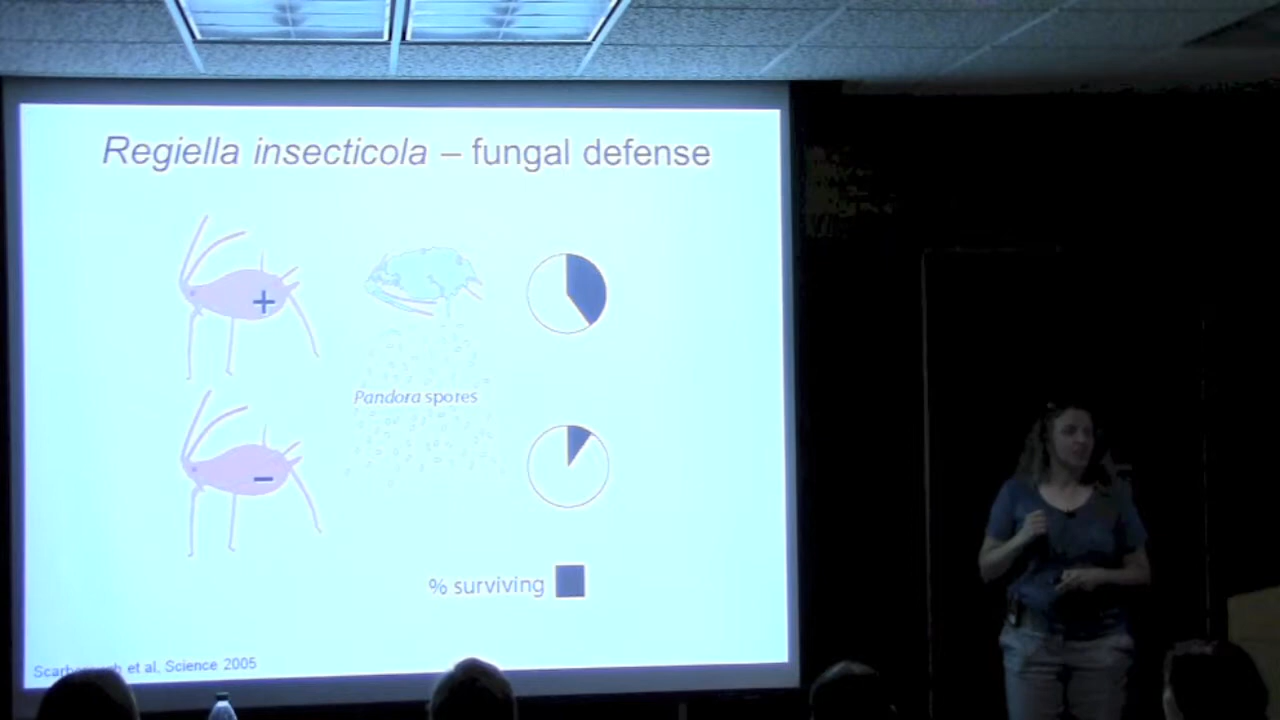 Regiella insecticola – fungal defense
+
Pandora spores
–
% surviving
et al. Science 2005